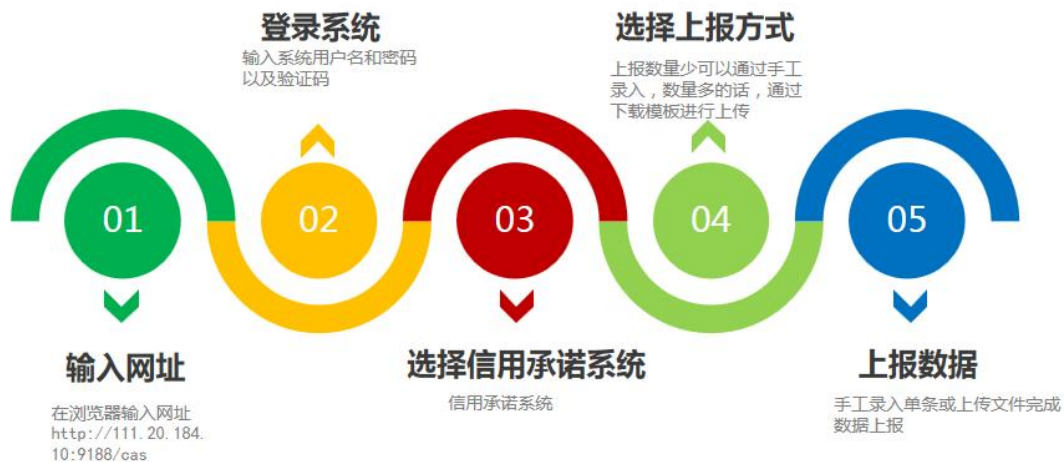 登录系统
输入系统用户名和密码
以及验证码
选择上报方式
上报数量少可以通过手工
录入，数量多的话，通过
下载模板进行上传
01
02
03
04
05
输入网址
在浏览器输入网址
http://111.20.184.
10:9188/cas
选择信用承诺系统
信用承诺系统
上报数据
手工录入单条或上传文件完成
数据上报